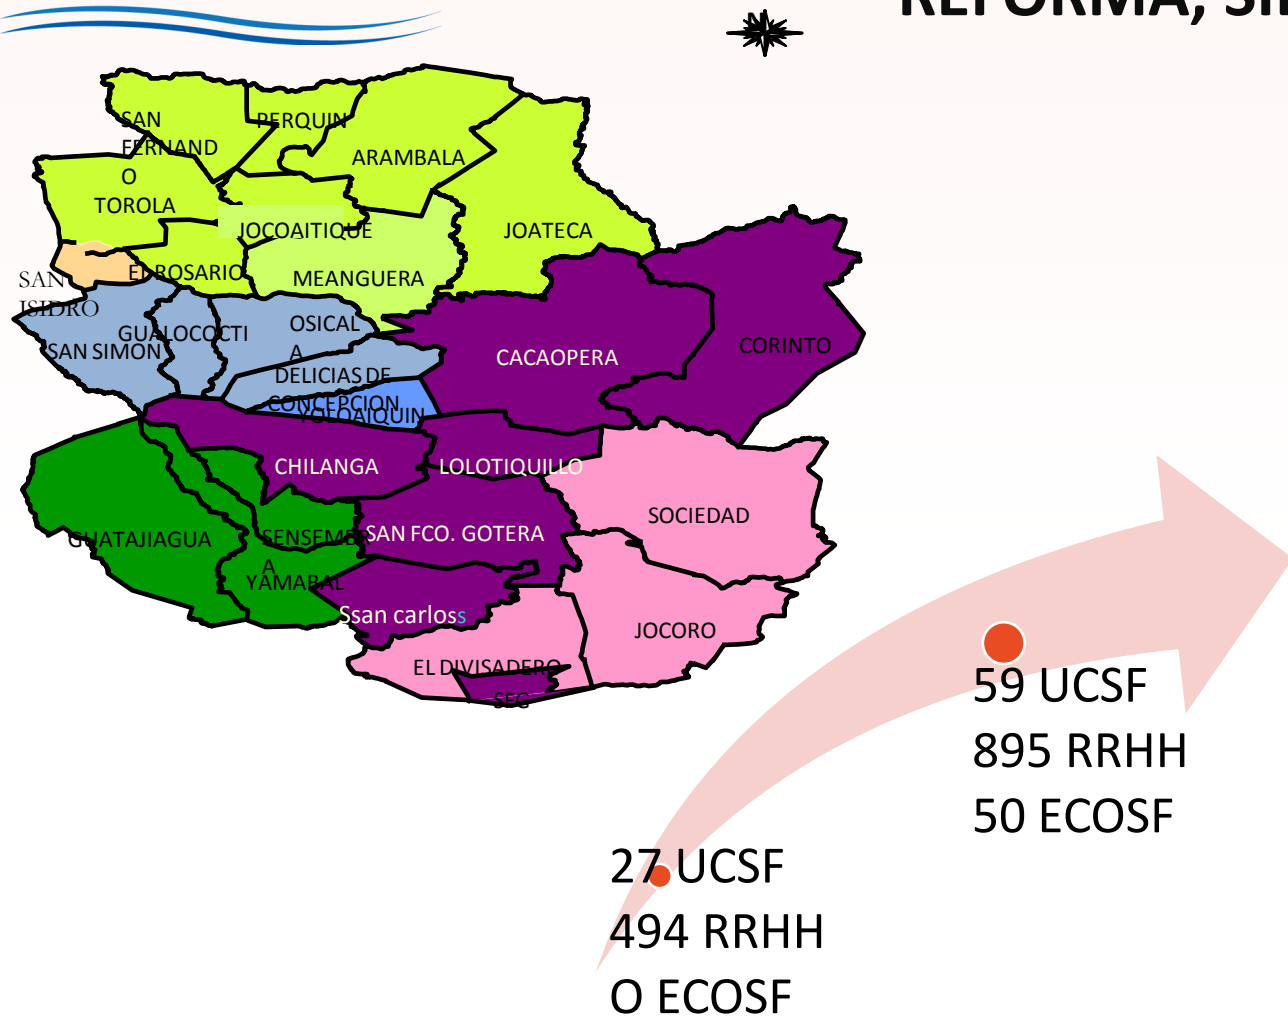 REFORMA,
SAN
FERNAND
O
PERQUIN
ARAMBALA
TOROLA
JOCOAITIQUE
JOATECA
EL ROSARIO
MEANGUERA
SAN
ISIDRO
GUALOCOCTI
OSICAL
A
SAN SIMON
CACAOPERA
CORINTO
DELICIAS DE
CONCEPCION
YOLOAIQUIN
CHILANGA
LOLOTIQUILLO
SOCIEDAD
GUATAJIAGUA
SENSEMB
A
SAN FCO. GOTERA
YAMABAL
Ssan carloss
JOCORO
EL DIVISADERO
SFG
59 UCSF
895 RRHH
50 ECOSF
27 UCSF
494 RRHH
O ECOSF